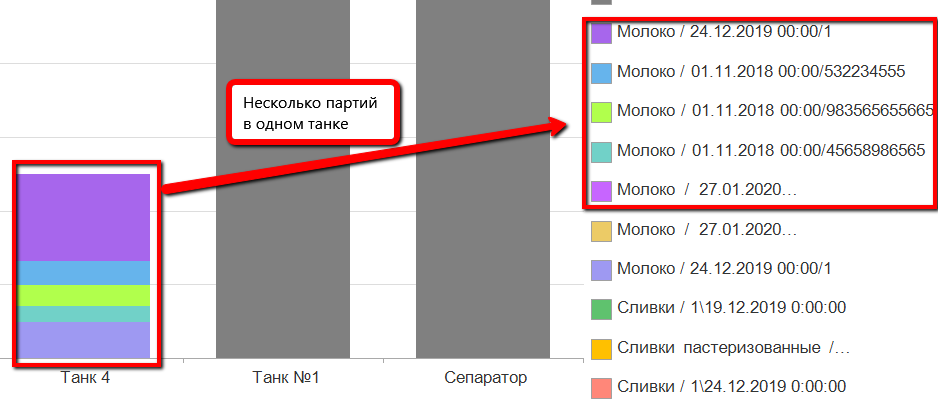 Молоко / 24.12.2019 00:00/1
Молоко / 01.11.2018 00:00/532234555
Несколько партий
в одном танке
Молоко / 01.11.2018 00:00/983565655665
Молоко / 01.11.2018 00:00/45658986565
Молоко / 27.01.2020...
Молоко / 27.01.2020...
Молоко / 24.12.2019 00:00/1
Сливки / 1\19.12.2019 0:00:00
Сливки пастеризованные /...
Сливки / 1\24.12.2019 0:00:00
Танк 4
Танк №1
Сепаратор